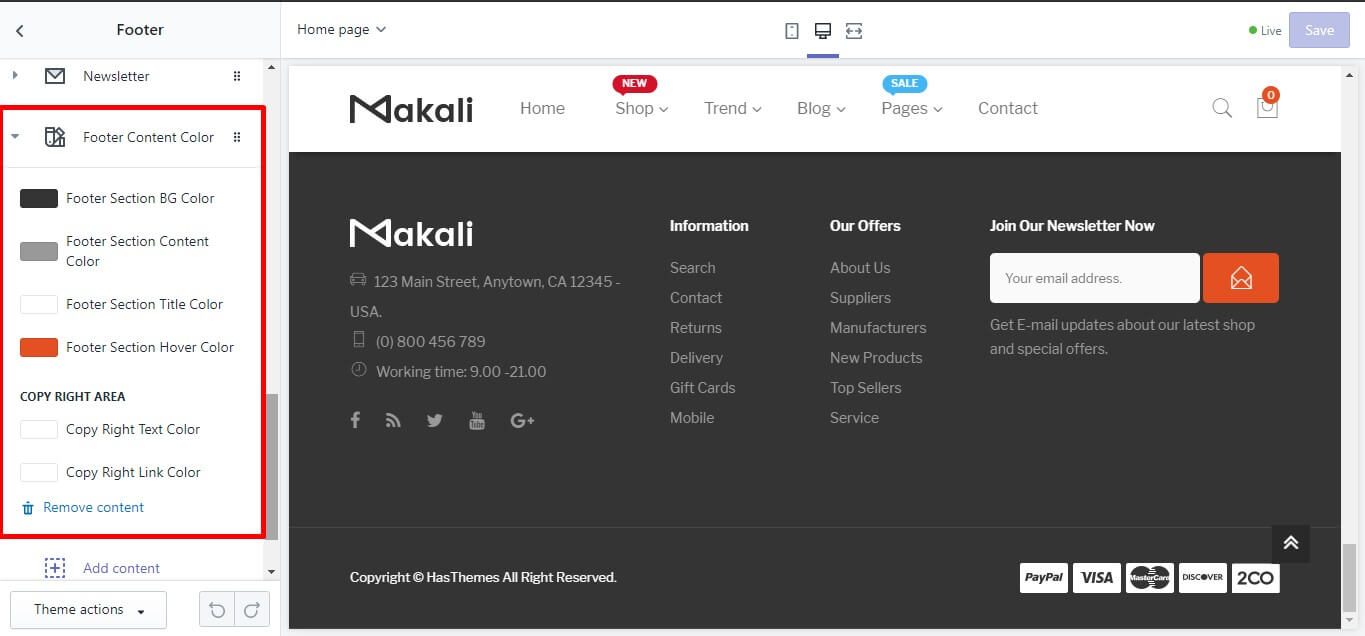 Footer
Home page
Live
Save
Newsletter
Footer Content Color
Footer Section BG Color
Footer Section Content
Color
Footer Section Title Color
Footer Section Hover Color
COPY RIGHT AREA
Copy Right Text Color
Copy Right Link Color
Remove content
Add content
Theme actions
NEW
SALE
Makali
Home
Shop
Trend
Blog
Pages
Contact
0
Makali
123 Main Street, Anytown, CA 12345 -
USA.
(0) 800 456 789
Working time: 9.00 -21.00
Information
Search
Contact
Returns
Delivery
Gift Cards
Mobile
Our Offers
About Us
Suppliers
Manufacturers
New Products
Top Sellers
Service
Join Our Newsletter Now
Your email address.
Get E-mail updates about our latest shop
and special offers.
You
Tube
G+
Copyright © HasThemes All Right Reserved.
PayPal
VISA
MasterCard
DISCOVER
2CO